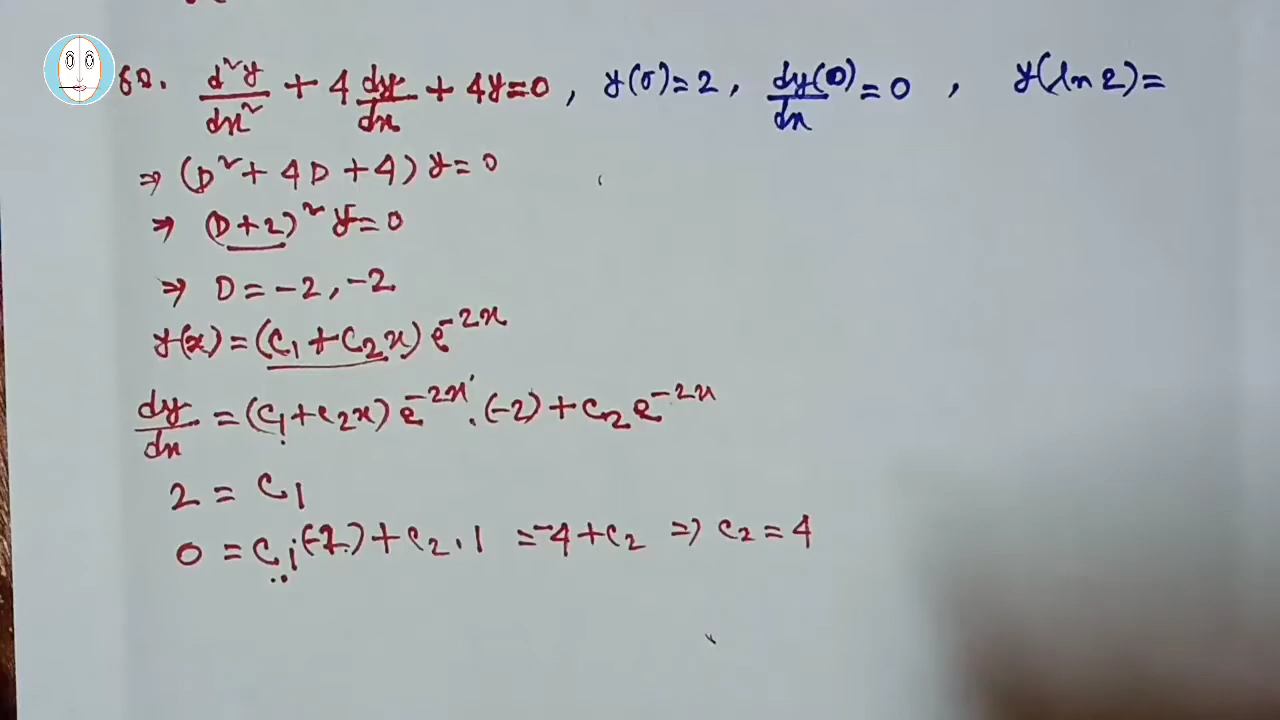 62. d²y/dx² + 4 dy/dx + 4y = 0, y(0) = 2, dy(0)/dx = 0, y(ln 2) =
⇒ (D² + 4D + 4) y = 0
⇒ (D + 2)² y = 0
⇒ D = -2, -2
y(x) = (c₁ + c₂x) e^{-2x}
dy/dx = (c₁ + c₂x) e^{-2x} . (-2) + c₂ e^{-2x}
2 = c₁
0 = c₁(-2) + c₂ . 1 = -4 + c₂ ⇒ c₂ = 4